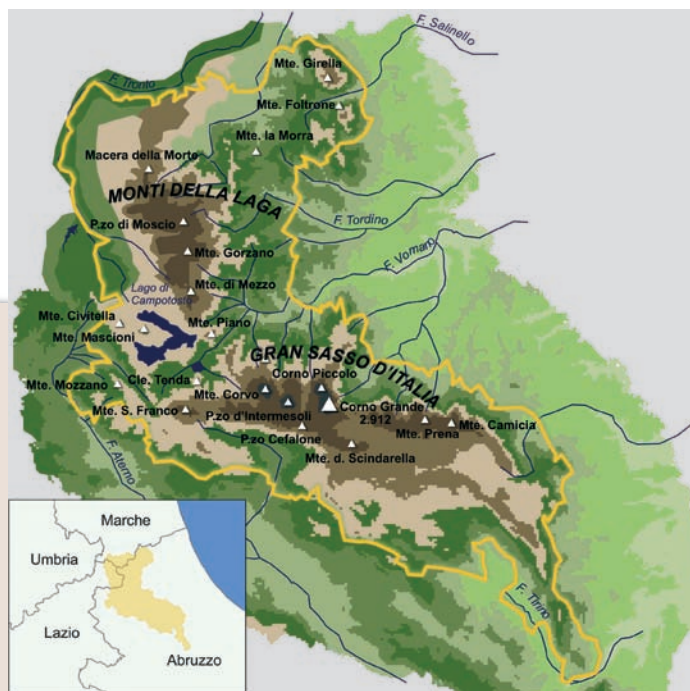 F. Salinello
Mte. Girella
F. Tronto
Mte. Foltrone
Mte. la Morra
Macera della Morte
MONTI DELLA LAGA
P.zo di Moscio
F. Tordino
Mte. Gorzano
F. Vomano
Mte. di Mezzo
Lago di
Campotosto
Mte. Civitella
Mte. Mascioni
Mte. Piano
GRAN SASSO D'ITALIA
Corno Piccolo
Mte. Mozzano
Cle. Tenda
Mte. Corvo
Mte. S. Franco
P.zo d'Intermesoli
Corno Grande
2.912
Mte. Prena
Mte. Camicia
P.zo Cefalone
Mte. d. Scindarella
F. Aterno
F. Tirino
Marche
Umbria
Lazio
Abruzzo